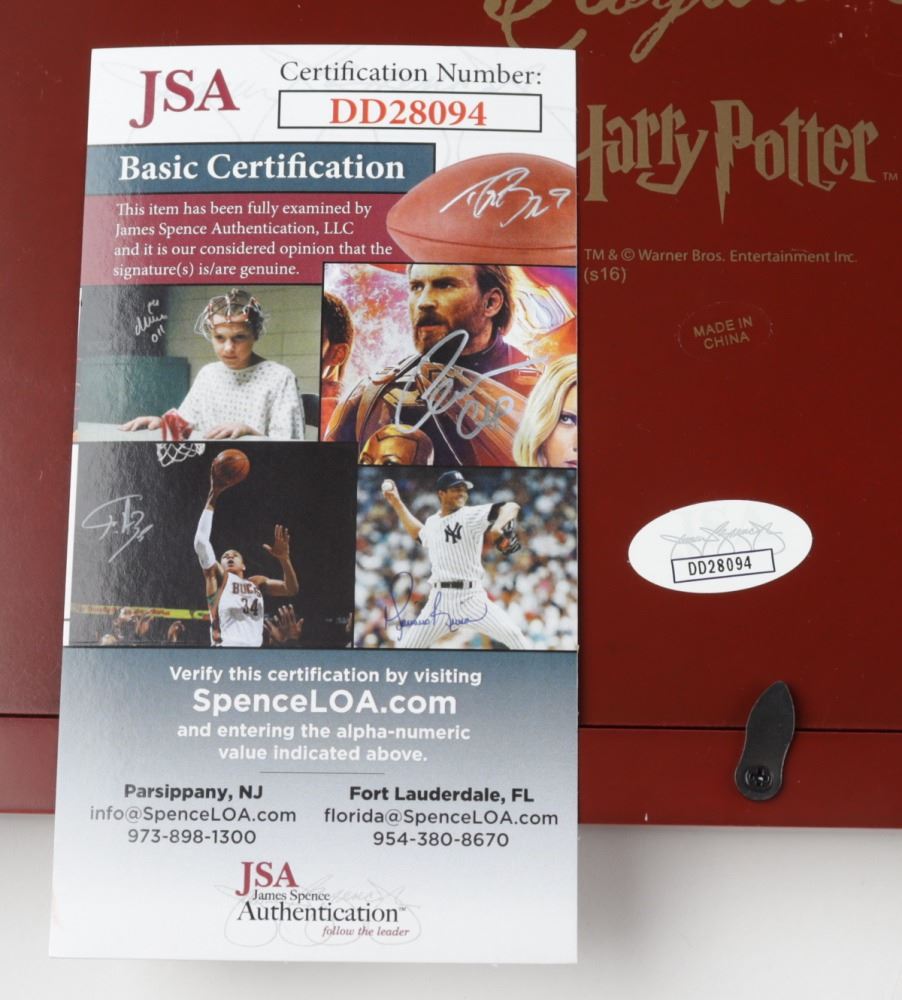 JSA
Certification Number:
DD28094
Basic Certification
This item has been fully examined by
James Spence Authentication, LLC
and it is our considered opinion that the
signature(s) is/are genuine.
BUCKS
34
Verify this certification by visiting
SpenceLOA.com
and entering the alpha-numeric
value indicated above.
Parsippany, NJ
info@SpenceLOA.com
973-898-1300
Fort Lauderdale, FL
florida@SpenceLOA.com
954-380-8670
JSA
James Spence
Authentication™
follow the leader
Harry Potter™
TM & © Warner Bros. Entertainment Inc.
(s16)
MADE IN
CHINA
DD28094